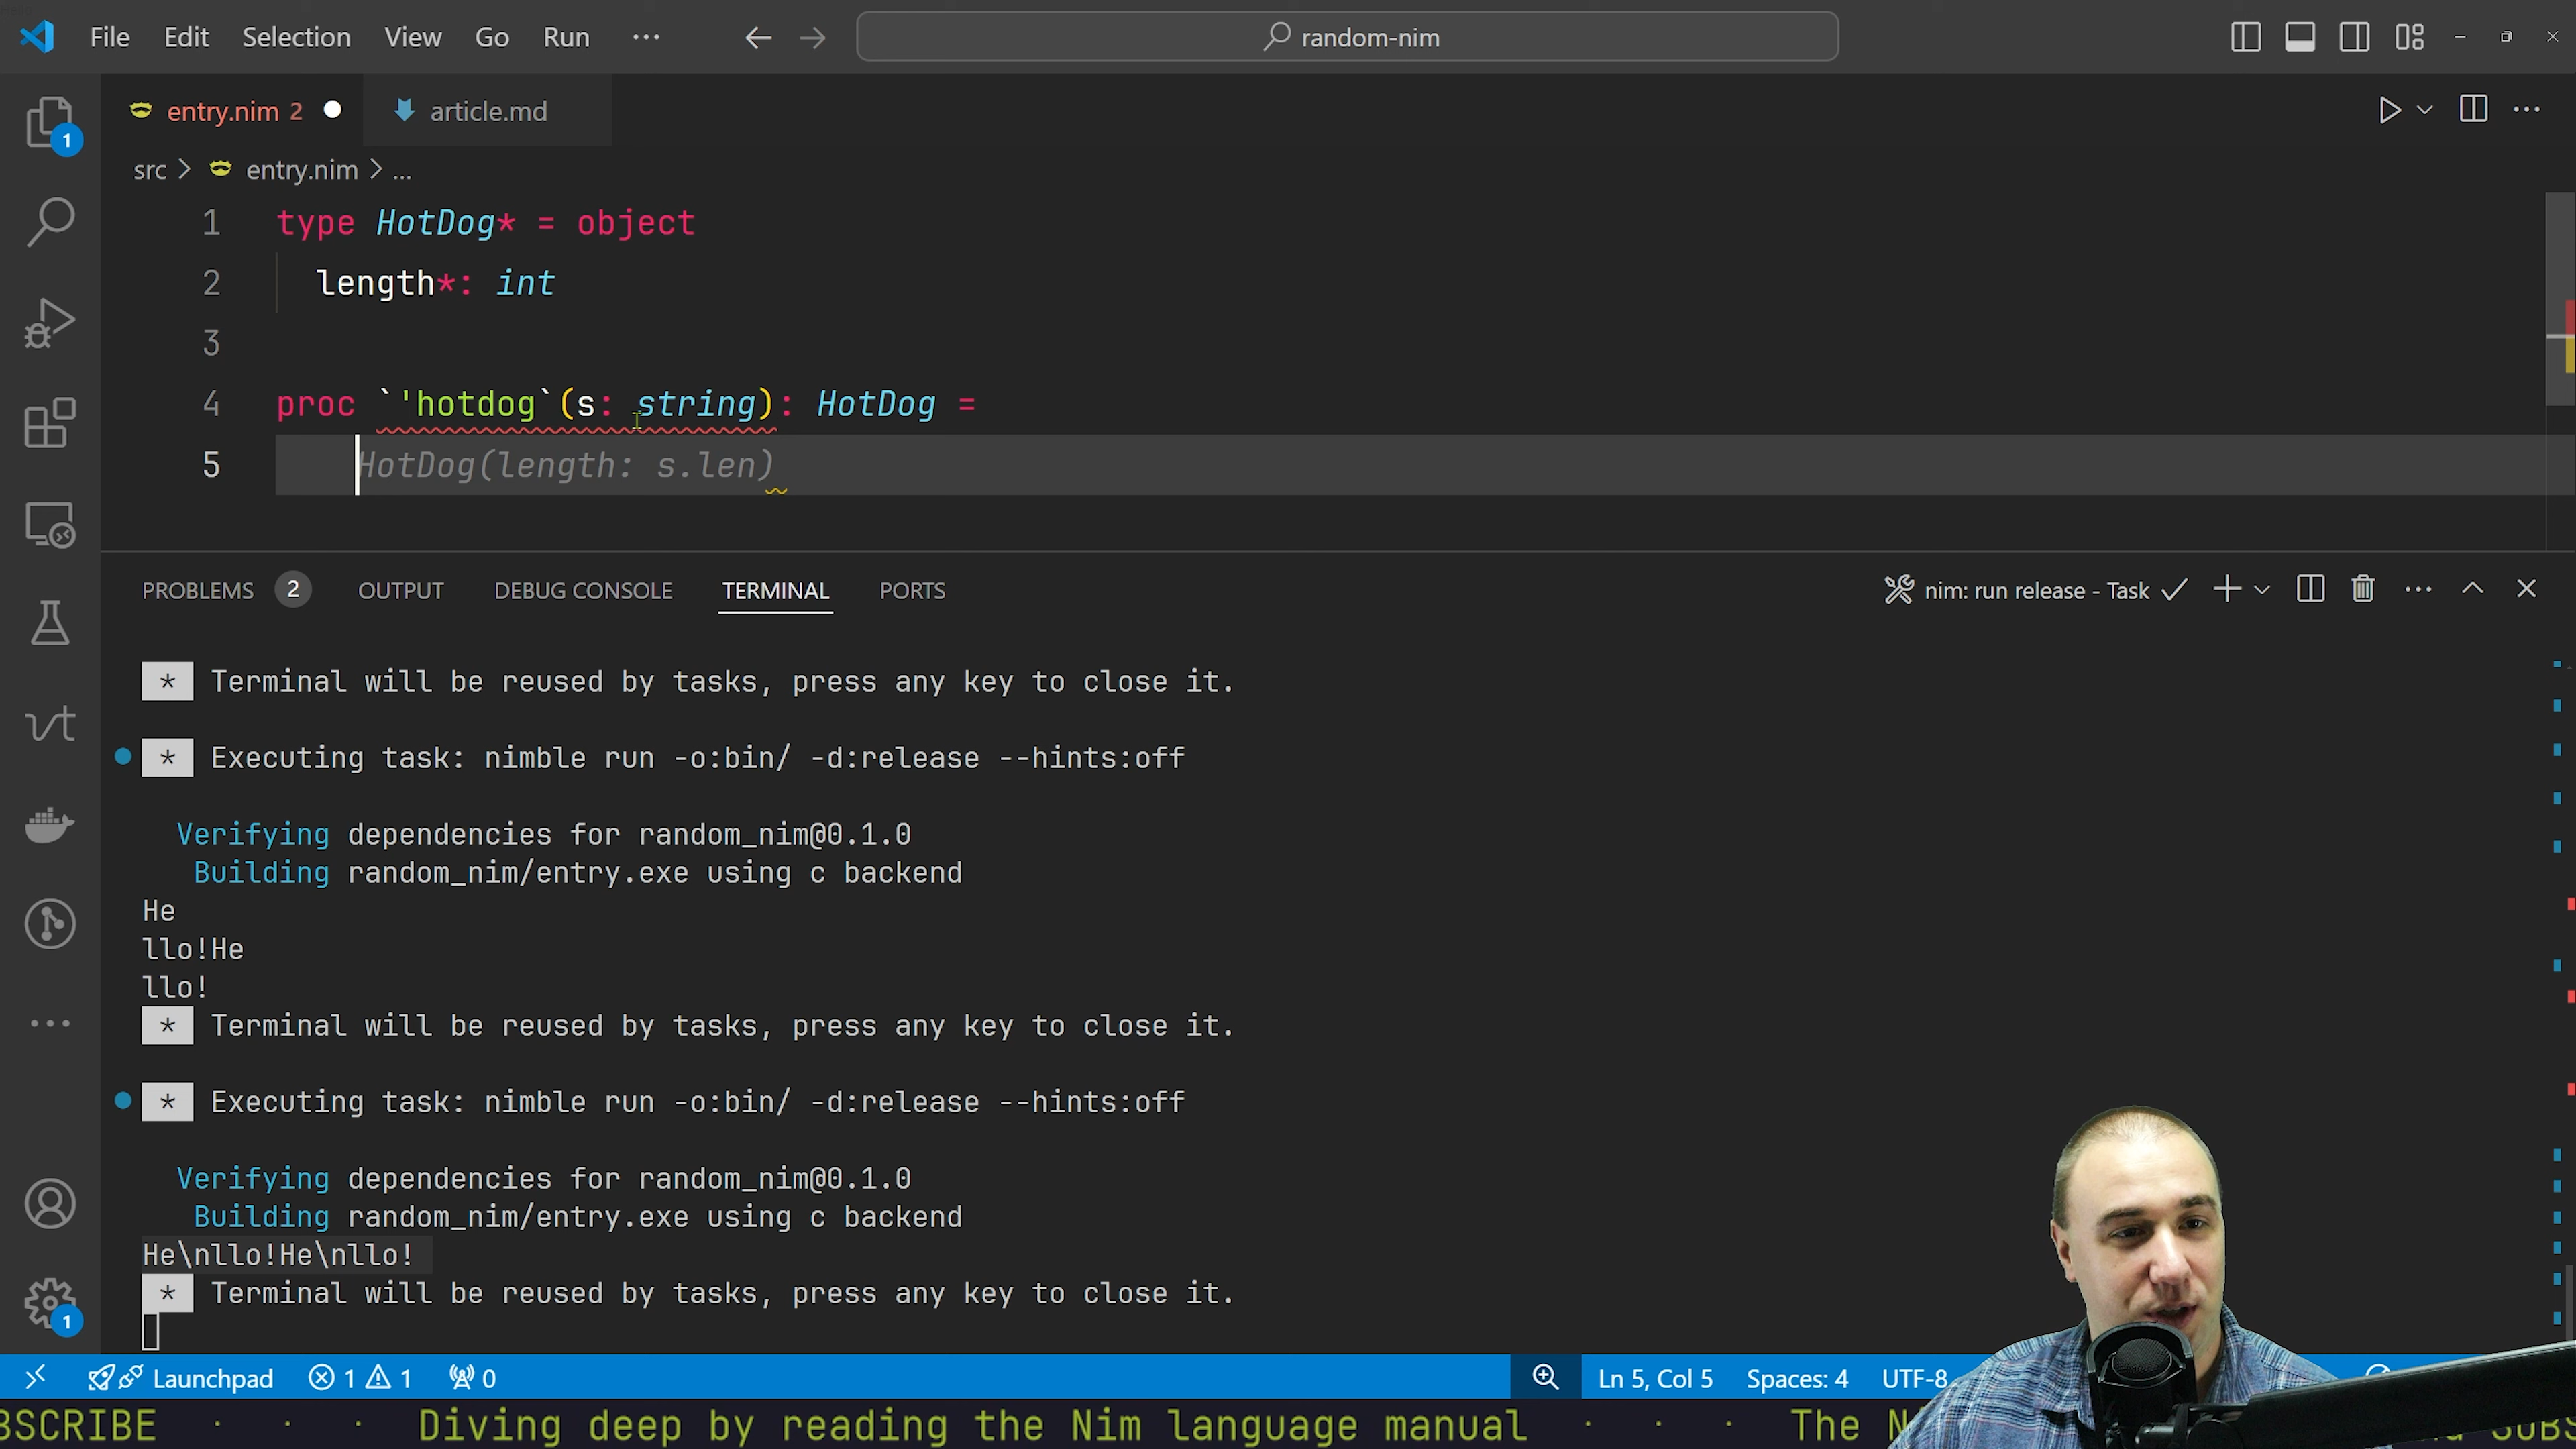 File Edit Selection View Go Run ··· random-nim
entry.nim 2 article.md
1
src > entry.nim > ...
1 type HotDog* = object
2 length*: int
3
4 proc `'hotdog`(s: string): HotDog =
5 HotDog(length: s.len)
PROBLEMS 2 OUTPUT DEBUG CONSOLE TERMINAL PORTS nim: run release - Task
* Terminal will be reused by tasks, press any key to close it.
* Executing task: nimble run -o:bin/ -d:release --hints:off
Verifying dependencies for random_nim@0.1.0
Building random_nim/entry.exe using c backend
He
llo!He
llo!
* Terminal will be reused by tasks, press any key to close it.
* Executing task: nimble run -o:bin/ -d:release --hints:off
Verifying dependencies for random_nim@0.1.0
Building random_nim/entry.exe using c backend
He\nllo!He\nllo!
* Terminal will be reused by tasks, press any key to close it.
1
Launchpad 1 1 0 Ln 5, Col 5 Spaces: 4 UTF-8
BSCRIBE · · · Diving deep by reading the Nim language manual · · · The